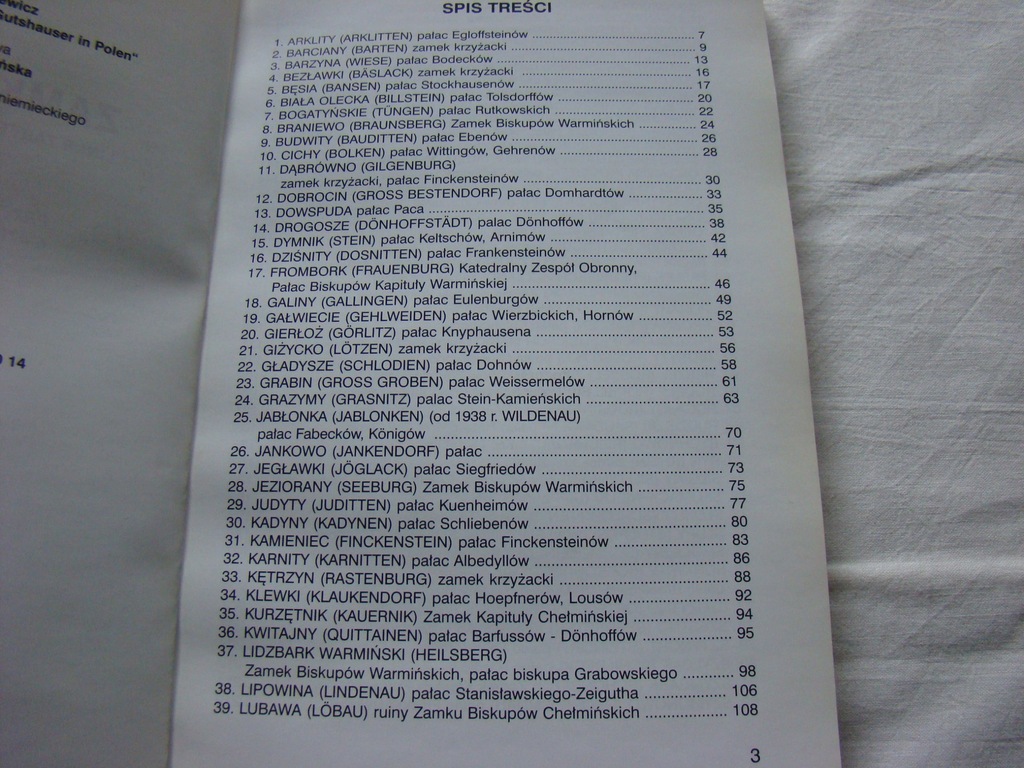 ewicz
Gutshauser in Polen"
wa
ńska
niemieckiego
14
SPIS TREŚCI
1. ARKLITY (ARKLITTEN) pałac Egloffsteinów ........ 7
2. BARCIANY (BARTEN) zamek krzyżacki ........ 9
3. BARZYNA (WIESE) pałac Bodecków ........ 13
4. BEZŁAWKI (BÄSLACK) zamek krzyżacki ........ 16
5. BĘSIA (BANSEN) pałac Stockhausenów ........ 17
6. BIAŁA OLECKA (BILLSTEIN) pałac Tolsdorffów ........ 20
7. BOGATYŃSKIE (TÜNGEN) pałac Rutkowskich ........ 22
8. BRANIEWO (BRAUNSBERG) Zamek Biskupów Warmińskich ........ 24
9. BUDWITY (BAUDITTEN) pałac Ebenów ........ 26
10. CICHY (BOLKEN) pałac Wittingów, Gehrenów ........ 28
11. DĄBRÓWNO (GILGENBURG)
zamek krzyżacki, pałac Finckensteinów ........ 30
12. DOBROCIN (GROSS BESTENDORF) pałac Domhardtów ........ 33
13. DOWSPUDA pałac Paca ........ 35
14. DROGOSZE (DÖNHOFFSTÄDT) pałac Dönhoffów ........ 38
15. DYMNIK (STEIN) pałac Keltschów, Arnimów ........ 42
16. DZIŚNITY (DOSNITTEN) pałac Frankensteinów ........ 44
17. FROMBORK (FRAUENBURG) Katedralny Zespół Obronny,
Pałac Biskupów Kapituły Warmińskiej ........ 46
18. GALINY (GALLINGEN) pałac Eulenburgów ........ 49
19. GAŁWIECIE (GEHLWEIDEN) pałac Wierzbickich, Hornów ........ 52
20. GIERŁOŻ (GÖRLITZ) pałac Knyphausena ........ 53
21. GIŻYCKO (LÖTZEN) zamek krzyżacki ........ 56
22. GŁADYSZE (SCHLODIEN) pałac Dohnów ........ 58
23. GRABIN (GROSS GROBEN) pałac Weissermelów ........ 61
24. GRAZYMY (GRASNITZ) pałac Stein-Kamieńskich ........ 63
25. JABŁONKA (JABLONKEN) (od 1938 r. WILDENAU)
pałac Fabecków, Königów ........ 70
26. JANKOWO (JANKENDORF) pałac ........ 71
27. JEGŁAWKI (JÖGLACK) pałac Siegfriedów ........ 73
28. JEZIORANY (SEEBURG) Zamek Biskupów Warmińskich ........ 75
29. JUDYTY (JUDITTEN) pałac Kuenheimów ........ 77
30. KADYNY (KADYNEN) pałac Schliebenów ........ 80
31. KAMIENIEC (FINCKENSTEIN) pałac Finckensteinów ........ 83
32. KARNITY (KARNITTEN) pałac Albedyllów ........ 86
33. KĘTRZYN (RASTENBURG) zamek krzyżacki ........ 88
34. KLEWKI (KLAUKENDORF) pałac Hoepfnerów, Lousów ........ 92
35. KURZĘTNIK (KAUERNIK) Zamek Kapituły Chełmińskiej ........ 94
36. KWITAJNY (QUITTAINEN) pałac Barfussów - Dönhoffów ........ 95
37. LIDZBARK WARMIŃSKI (HEILSBERG)
Zamek Biskupów Warmińskich, pałac biskupa Grabowskiego ........ 98
38. LIPOWINA (LINDENAU) pałac Stanisławskiego-Zeigutha ........ 106
39. LUBAWA (LÖBAU) ruiny Zamku Biskupów Chełmińskich ........ 108
3